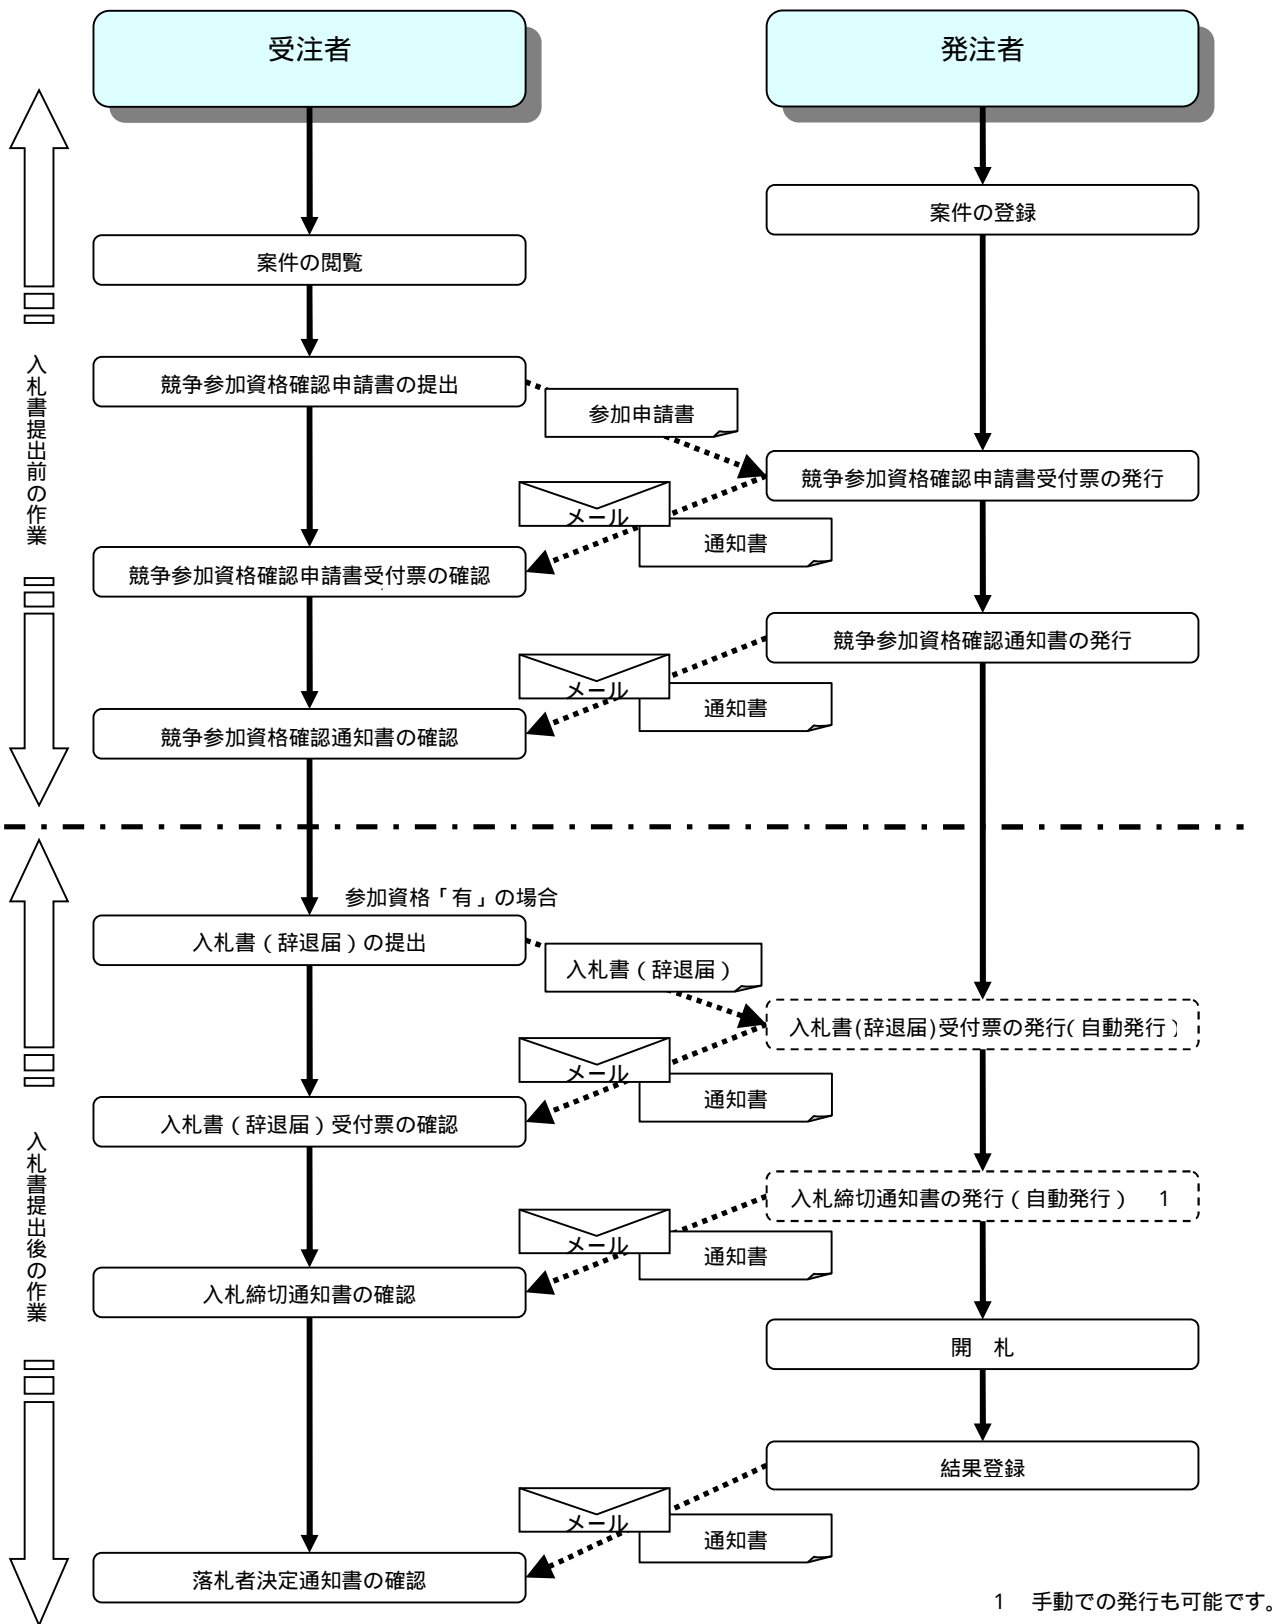 受注者
発注者
案件の登録
案件の閲覧
入札書提出前の作業
競争参加資格確認申請書の提出
参加申請書
競争参加資格確認申請書受付票の発行
メール
通知書
競争参加資格確認申請書受付票の確認
競争参加資格確認通知書の発行
メール
通知書
競争参加資格確認通知書の確認
参加資格「有」の場合
入札書（辞退届）の提出
入札書（辞退届）
入札書(辞退届)受付票の発行(自動発行)
メール
通知書
入札書（辞退届）受付票の確認
入札書提出後の作業
入札締切通知書の発行（自動発行）　1
メール
通知書
入札締切通知書の確認
開　札
結果登録
メール
通知書
落札者決定通知書の確認
1　手動での発行も可能です。